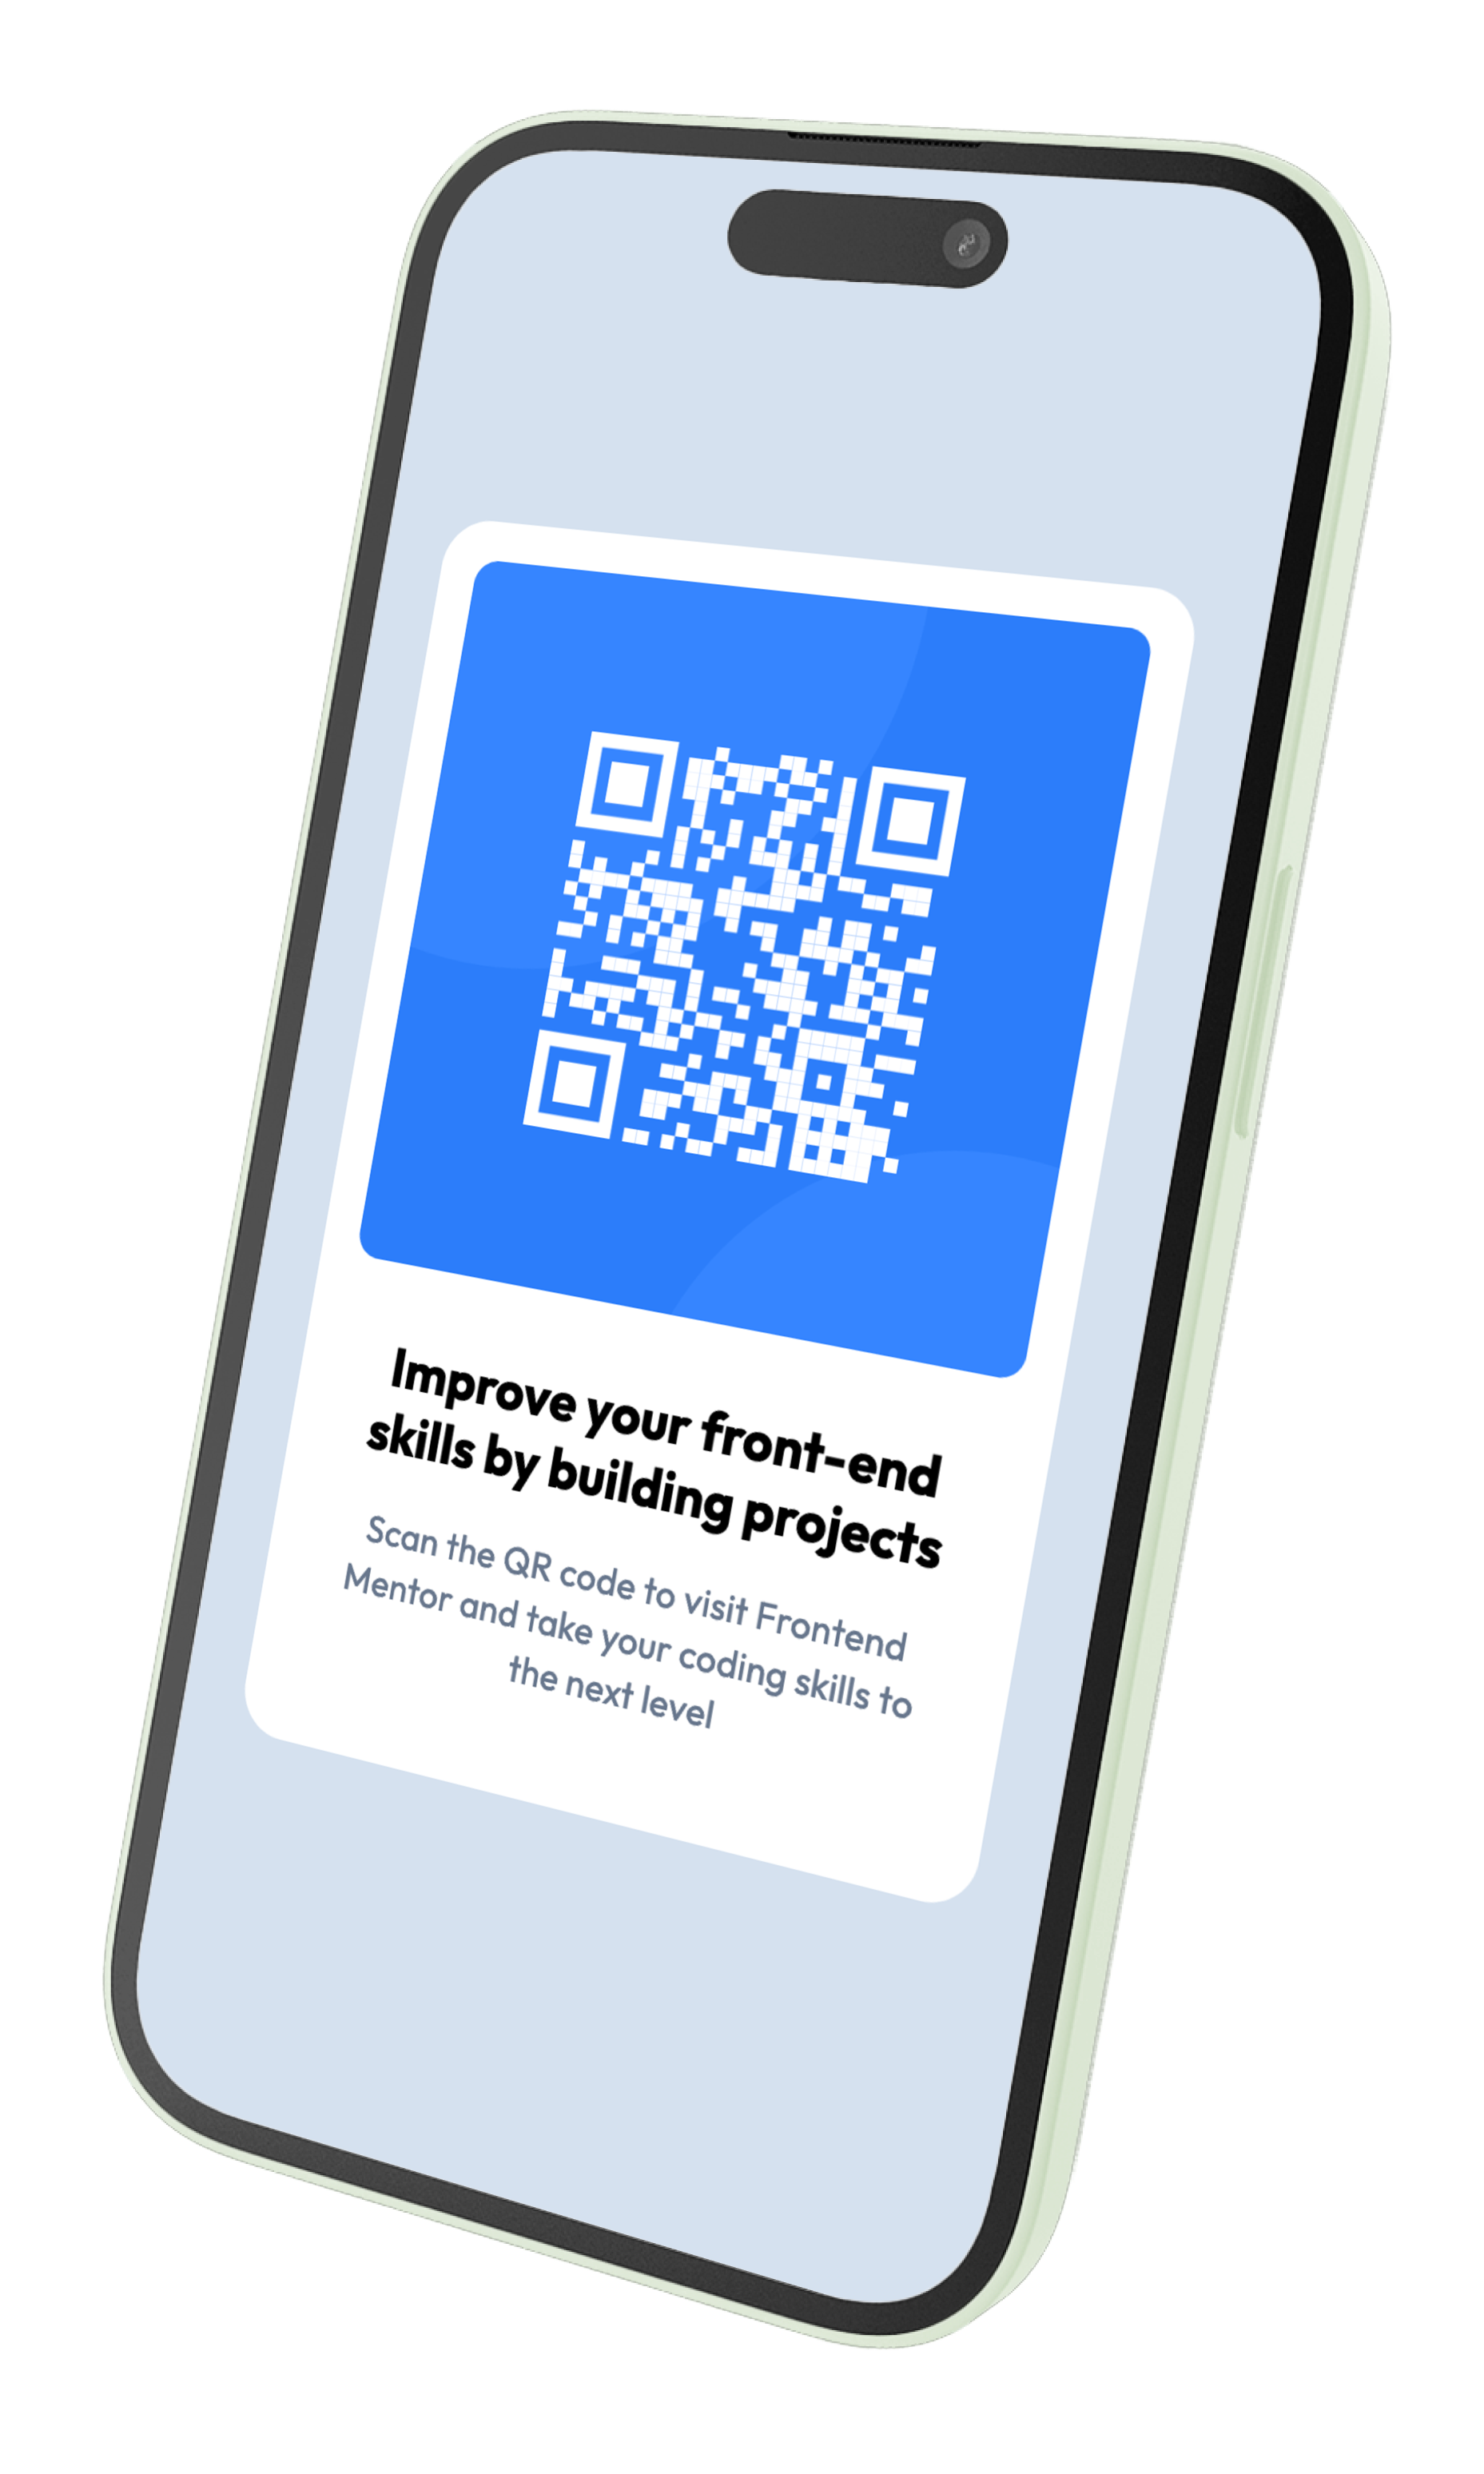 Improve your front-end
skills by building projects
Scan the QR code to visit Frontend
Mentor and take your coding skills to
the next level